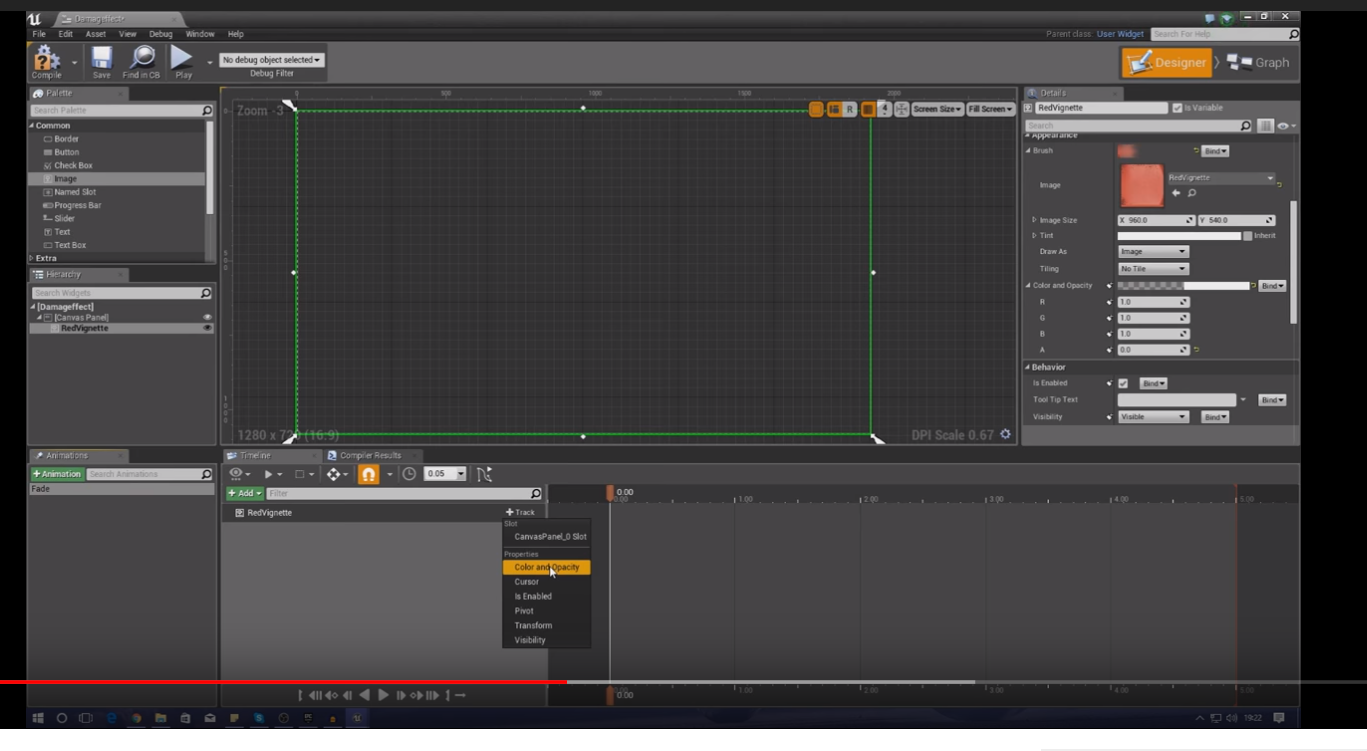 Damageffect
File Edit Asset View Debug Window Help
Parent class: User Widget Search For Help
Compile Save Find in CB Play
No debug object selected
Debug Filter
Designer Graph
Palette
Search Palette
Common
Border
Button
Check Box
Image
Named Slot
Progress Bar
Slider
Text
Text Box
Extra
Hierarchy
Search Widgets
[Damageffect]
[Canvas Panel]
RedVignette
0 500 1000 1500 2000
Zoom -3
R 4 Screen Size Fill Screen
1280 x 720 (16:9)
DPI Scale 0.67
Details
RedVignette Is Variable
Search
Appearance
Brush Bind
Image RedVignette
Image Size X 960.0 Y 540.0
Tint Inherit
Draw As Image
Tiling No Tile
Color and Opacity Bind
R 1.0
G 1.0
B 1.0
A 0.0
Behavior
Is Enabled Bind
Tool Tip Text Bind
Visibility Visible Bind
Animations
+Animation Search Animations
Fade
Timeline Compiler Results
0.05
+ Add Filter
0.00 1.00 2.00 3.00 4.00 5.00
RedVignette + Track
Slot
CanvasPanel_0 Slot
Properties
Color and Opacity
Cursor
Is Enabled
Pivot
Transform
Visibility
0.00 1.00 2.00 3.00 4.00 5.00
19:22